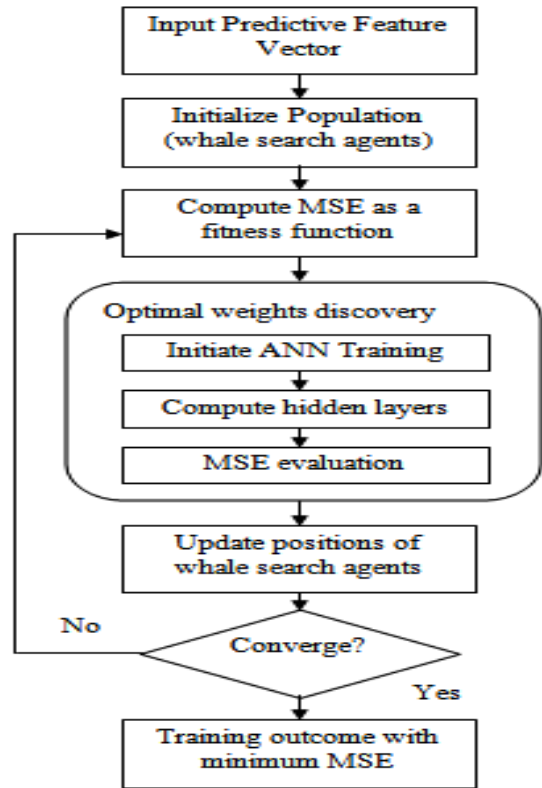 Input Predictive Feature
Vector
Initialize Population
(whale search agents)
Compute MSE as a
fitness function
Optimal weights discovery
Initiate ANN Training
Compute hidden layers
MSE evaluation
Update positions of
whale search agents
No
Converge?
Yes
Training outcome with
minimum MSE